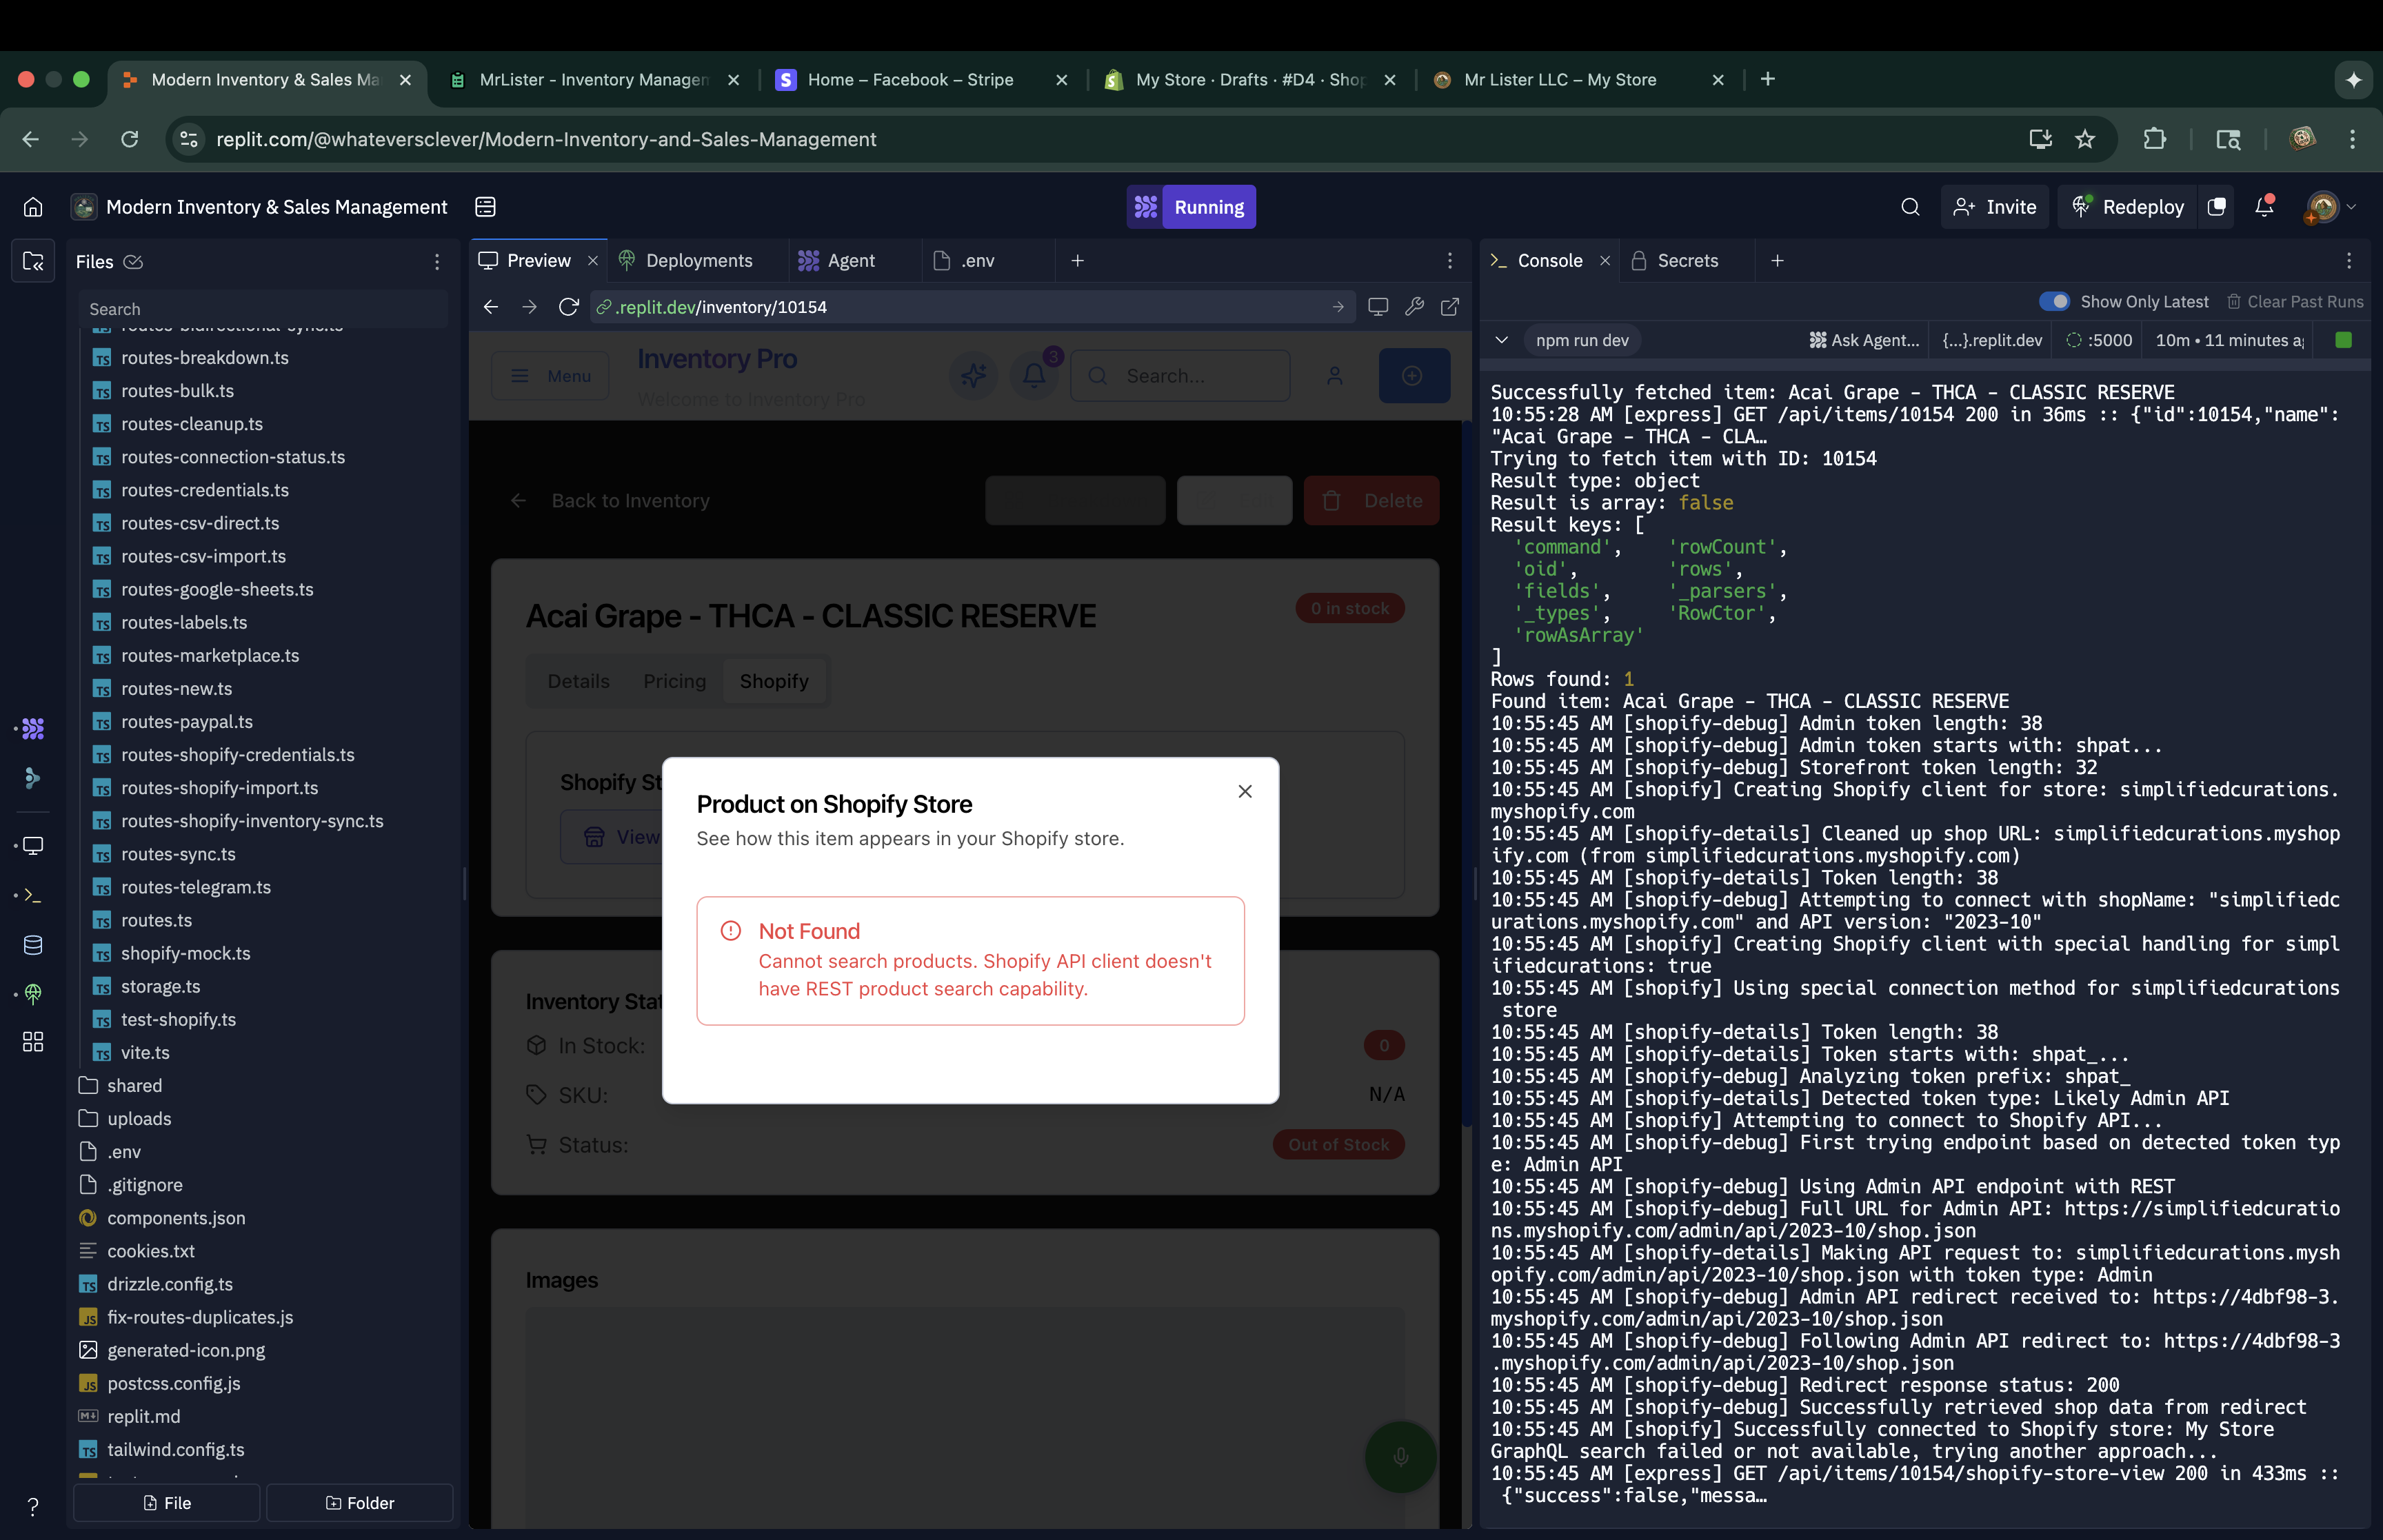 Modern Inventory & Sales Ma
MrLister - Inventory Managem
Home – Facebook – Stripe
My Store · Drafts · #D4 · Shop
Mr Lister LLC – My Store
replit.com/@whateversclever/Modern-Inventory-and-Sales-Management
Modern Inventory & Sales Management
Running
Invite
Redeploy
Files
Search
routes-bidirectional-sync.ts
routes-breakdown.ts
routes-bulk.ts
routes-cleanup.ts
routes-connection-status.ts
routes-credentials.ts
routes-csv-direct.ts
routes-csv-import.ts
routes-google-sheets.ts
routes-labels.ts
routes-marketplace.ts
routes-new.ts
routes-paypal.ts
routes-shopify-credentials.ts
routes-shopify-import.ts
routes-shopify-inventory-sync.ts
routes-sync.ts
routes-telegram.ts
routes.ts
shopify-mock.ts
storage.ts
test-shopify.ts
vite.ts
shared
uploads
.env
.gitignore
components.json
cookies.txt
drizzle.config.ts
fix-routes-duplicates.js
generated-icon.png
postcss.config.js
replit.md
tailwind.config.ts
File
Folder
Preview
Deployments
Agent
.env
.replit.dev/inventory/10154
Menu
Inventory Pro
Welcome to Inventory Pro
3
Search...
Back to Inventory
Delete
Acai Grape - THCA - CLASSIC RESERVE
0 in stock
Details
Pricing
Shopify
Shopify St
View
Product on Shopify Store
See how this item appears in your Shopify store.
Not Found
Cannot search products. Shopify API client doesn't
have REST product search capability.
Inventory Stat
In Stock:
0
SKU:
N/A
Status:
Out of Stock
Images
Console
Secrets
Show Only Latest
Clear Past Runs
npm run dev
Ask Agent...
{...}.replit.dev
:5000
10m • 11 minutes a
Successfully fetched item: Acai Grape - THCA - CLASSIC RESERVE
10:55:28 AM [express] GET /api/items/10154 200 in 36ms :: {"id":10154,"name":
"Acai Grape - THCA - CLA…
Trying to fetch item with ID: 10154
Result type: object
Result is array: false
Result keys: [
'command', 'rowCount',
'oid', 'rows',
'fields', '_parsers',
'_types', 'RowCtor',
'rowAsArray'
]
Rows found: 1
Found item: Acai Grape - THCA - CLASSIC RESERVE
10:55:45 AM [shopify-debug] Admin token length: 38
10:55:45 AM [shopify-debug] Admin token starts with: shpat...
10:55:45 AM [shopify-debug] Storefront token length: 32
10:55:45 AM [shopify] Creating Shopify client for store: simplifiedcurations.
myshopify.com
10:55:45 AM [shopify-details] Cleaned up shop URL: simplifiedcurations.myshop
ify.com (from simplifiedcurations.myshopify.com)
10:55:45 AM [shopify-details] Token length: 38
10:55:45 AM [shopify-debug] Attempting to connect with shopName: "simplifiedc
urations.myshopify.com" and API version: "2023-10"
10:55:45 AM [shopify] Creating Shopify client with special handling for simpl
ifiedcurations: true
10:55:45 AM [shopify] Using special connection method for simplifiedcurations
store
10:55:45 AM [shopify-details] Token length: 38
10:55:45 AM [shopify-details] Token starts with: shpat_...
10:55:45 AM [shopify-debug] Analyzing token prefix: shpat_
10:55:45 AM [shopify-details] Detected token type: Likely Admin API
10:55:45 AM [shopify] Attempting to connect to Shopify API...
10:55:45 AM [shopify-debug] First trying endpoint based on detected token typ
e: Admin API
10:55:45 AM [shopify-debug] Using Admin API endpoint with REST
10:55:45 AM [shopify-debug] Full URL for Admin API: https://simplifiedcuratio
ns.myshopify.com/admin/api/2023-10/shop.json
10:55:45 AM [shopify-details] Making API request to: simplifiedcurations.mysh
opify.com/admin/api/2023-10/shop.json with token type: Admin
10:55:45 AM [shopify-debug] Admin API redirect received to: https://4dbf98-3.
myshopify.com/admin/api/2023-10/shop.json
10:55:45 AM [shopify-debug] Following Admin API redirect to: https://4dbf98-3
.myshopify.com/admin/api/2023-10/shop.json
10:55:45 AM [shopify-debug] Redirect response status: 200
10:55:45 AM [shopify-debug] Successfully retrieved shop data from redirect
10:55:45 AM [shopify] Successfully connected to Shopify store: My Store
GraphQL search failed or not available, trying another approach...
10:55:45 AM [express] GET /api/items/10154/shopify-store-view 200 in 433ms ::
{"success":false,"messa…